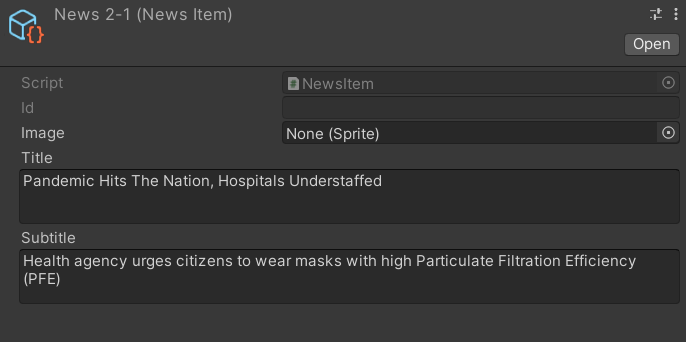 News 2-1 (News Item)
Open
Script
NewsItem
Id
Image
None (Sprite)
Title
Pandemic Hits The Nation, Hospitals Understaffed
Subtitle
Health agency urges citizens to wear masks with high Particulate Filtration Efficiency
(PFE)